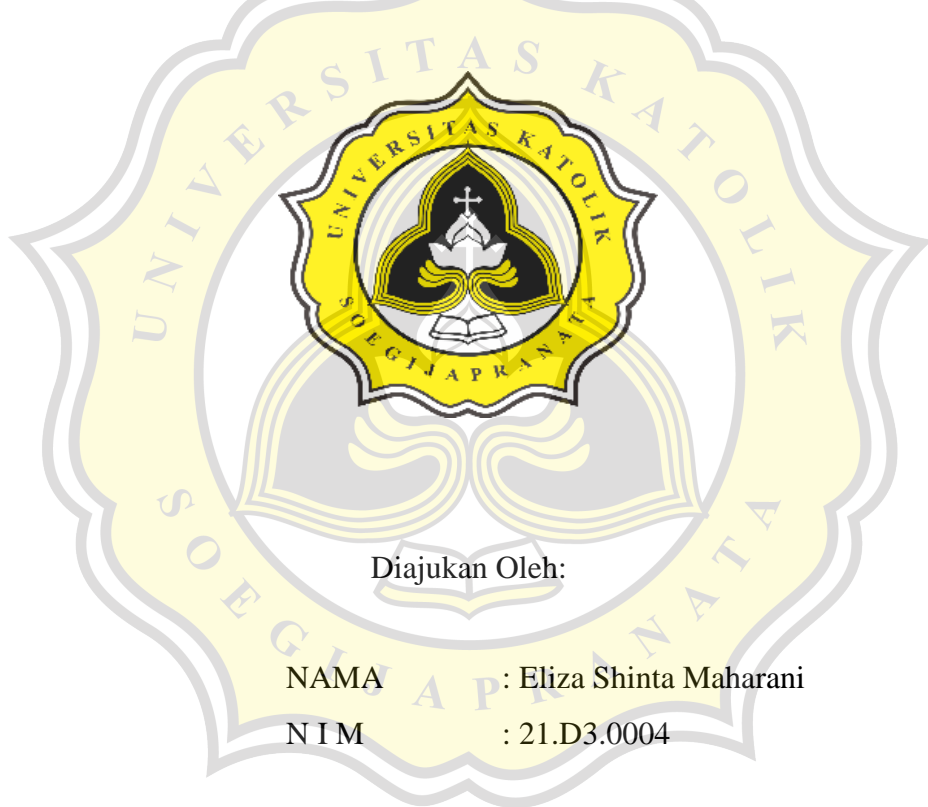 UNIVERSITAS KATOLIK
SOEGIJAPRANATA
UNIVERSITAS KATOLIK
SOEGIJAPRANATA
Diajukan Oleh:
NAMA : Eliza Shinta Maharani
N I M : 21.D3.0004